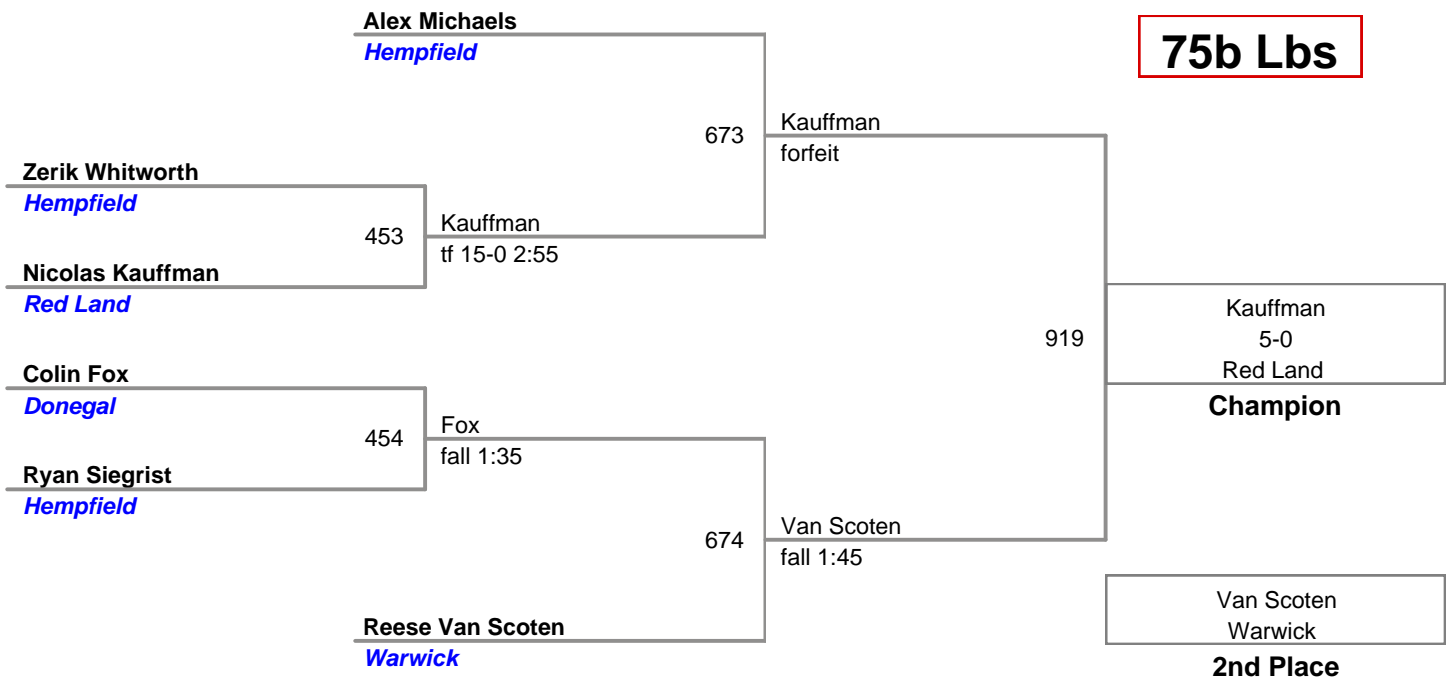 Alex Michaels
Hempfield
75b Lbs
673
Kauffman
forfeit
Zerik Whitworth
Hempfield
453
Kauffman
tf 15-0 2:55
Nicolas Kauffman
Red Land
919
Kauffman
5-0
Red Land
Champion
Colin Fox
Donegal
454
Fox
fall 1:35
Ryan Siegrist
Hempfield
674
Van Scoten
fall 1:45
Reese Van Scoten
Warwick
Van Scoten
Warwick
2nd Place